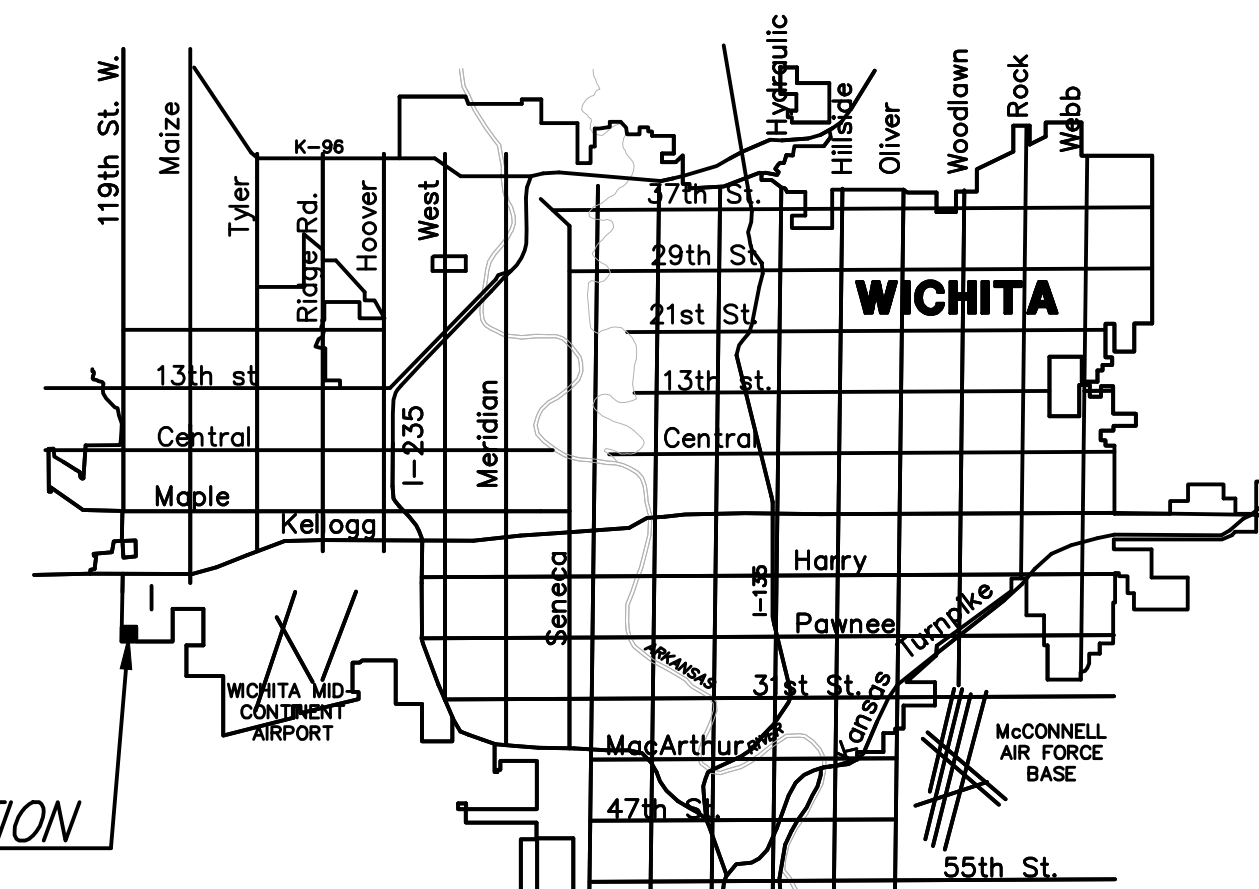 Hydraulic
119th St. W.
Maize
K-96
Hillside
Oliver
Woodlawn
Rock
Webb
Tyler
Ridge Rd.
Hoover
West
37th St.
29th St.
WICHITA
21st St.
13th st
13th st.
I-235
Meridian
Central
Central
Maple
Kellogg
Harry
Seneca
I-135
Pawnee
Turnpike
ARKANSAS
31st St.
Kansas
WICHITA MID-
CONTINENT
AIRPORT
MacArthur
RIVER
McCONNELL
AIR FORCE
BASE
47th St.
55th St.